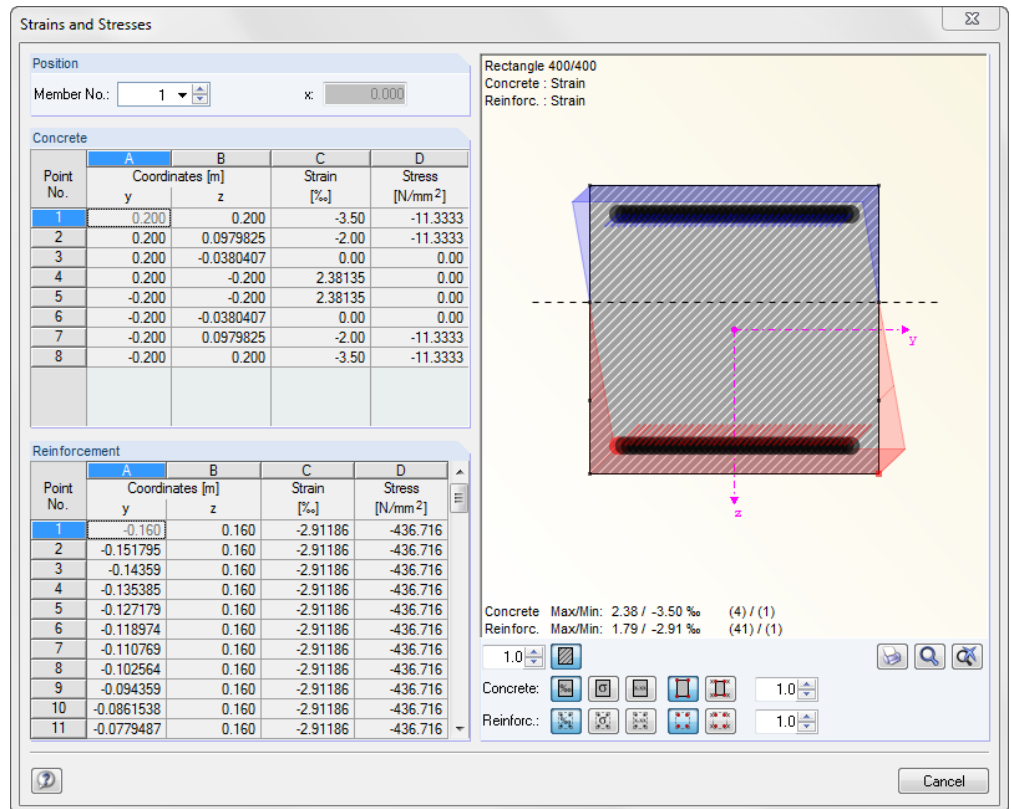 Strains and Stresses
Position
Member No.: 1 x: 0.000
Concrete
A B C D
Point No. Coordinates [m] Strain Stress
y z [‰] [N/mm²]
1 0.200 0.200 -3.50 -11.3333
2 0.200 0.0979825 -2.00 -11.3333
3 0.200 -0.0380407 0.00 0.00
4 0.200 -0.200 2.38135 0.00
5 -0.200 -0.200 2.38135 0.00
6 -0.200 -0.0380407 0.00 0.00
7 -0.200 0.0979825 -2.00 -11.3333
8 -0.200 0.200 -3.50 -11.3333
Reinforcement
A B C D
Point No. Coordinates [m] Strain Stress
y z [‰] [N/mm²]
1 -0.160 0.160 -2.91186 -436.716
2 -0.151795 0.160 -2.91186 -436.716
3 -0.14359 0.160 -2.91186 -436.716
4 -0.135385 0.160 -2.91186 -436.716
5 -0.127179 0.160 -2.91186 -436.716
6 -0.118974 0.160 -2.91186 -436.716
7 -0.110769 0.160 -2.91186 -436.716
8 -0.102564 0.160 -2.91186 -436.716
9 -0.094359 0.160 -2.91186 -436.716
10 -0.0861538 0.160 -2.91186 -436.716
11 -0.0779487 0.160 -2.91186 -436.716
Rectangle 400/400
Concrete : Strain
Reinforc. : Strain
y
z
Concrete Max/Min: 2.38 / -3.50 ‰ (4) / (1)
Reinforc. Max/Min: 1.79 / -2.91 ‰ (41) / (1)
1.0
Concrete: ‰ σ 1.0
Reinforc.: ‰ σ 1.0
Cancel